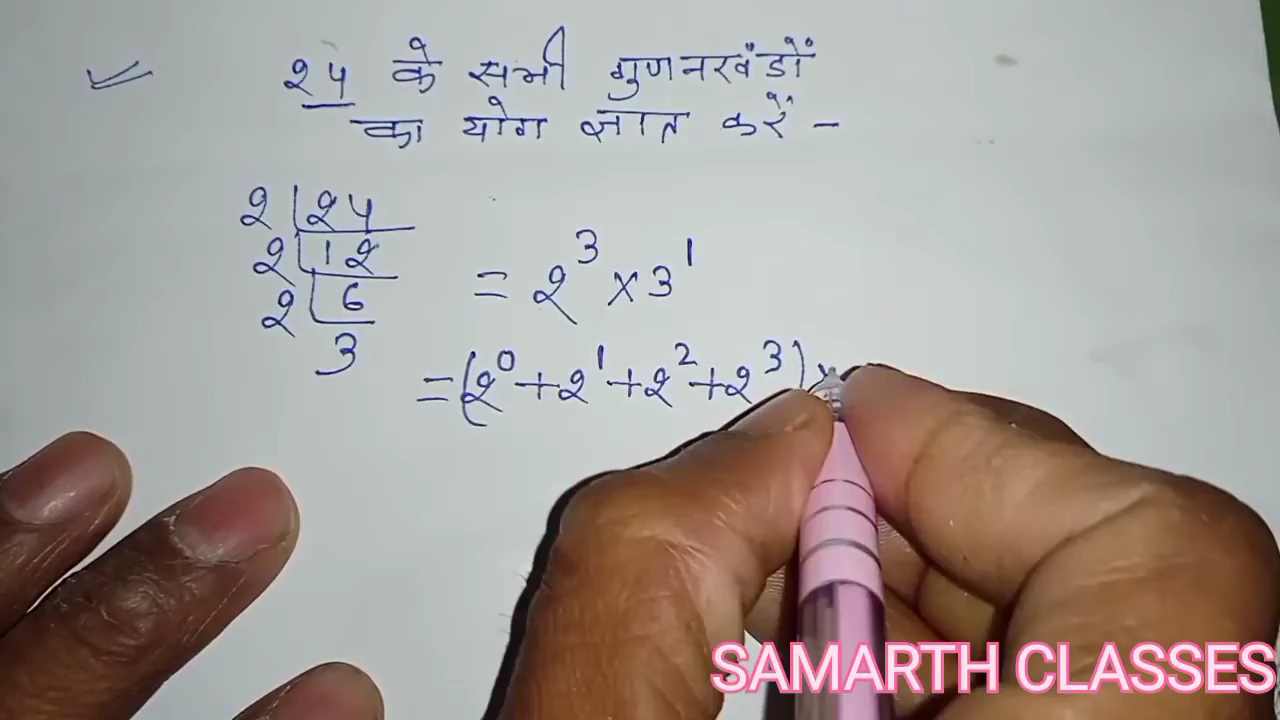 24 के सभी गुणनखंडों
का योग ज्ञात करें -
2 | 24
2 | 12
2 | 6
3
= 2³ × 3¹
= (2⁰ + 2¹ + 2² + 2³) ×
SAMARTH CLASSES